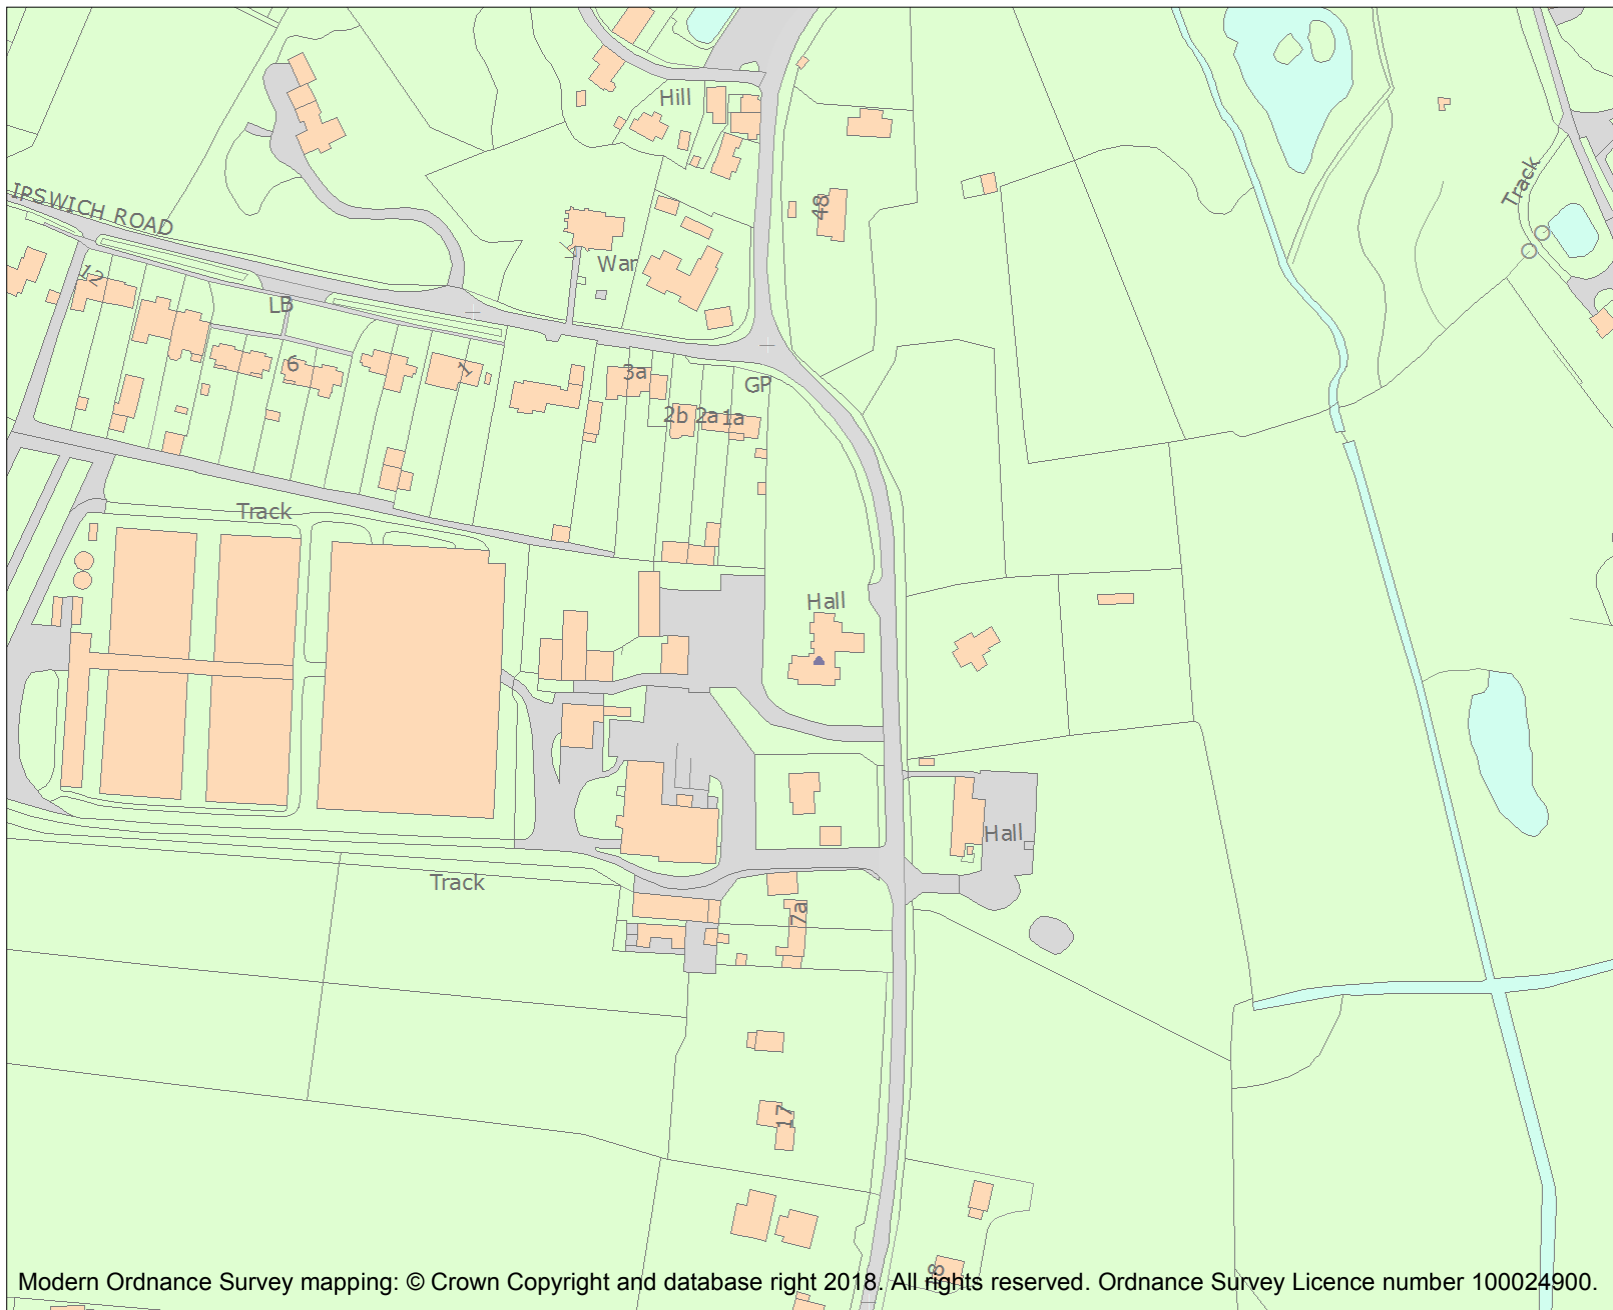 Hill
Track
IPSWICH ROAD
48
12
War
LB
6
1
3a
GP
2b 2a 1a
Track
Hall
Hall
Track
7a
17
18
Modern Ordnance Survey mapping: © Crown Copyright and database right 2018. All rights reserved. Ordnance Survey Licence number 100024900.